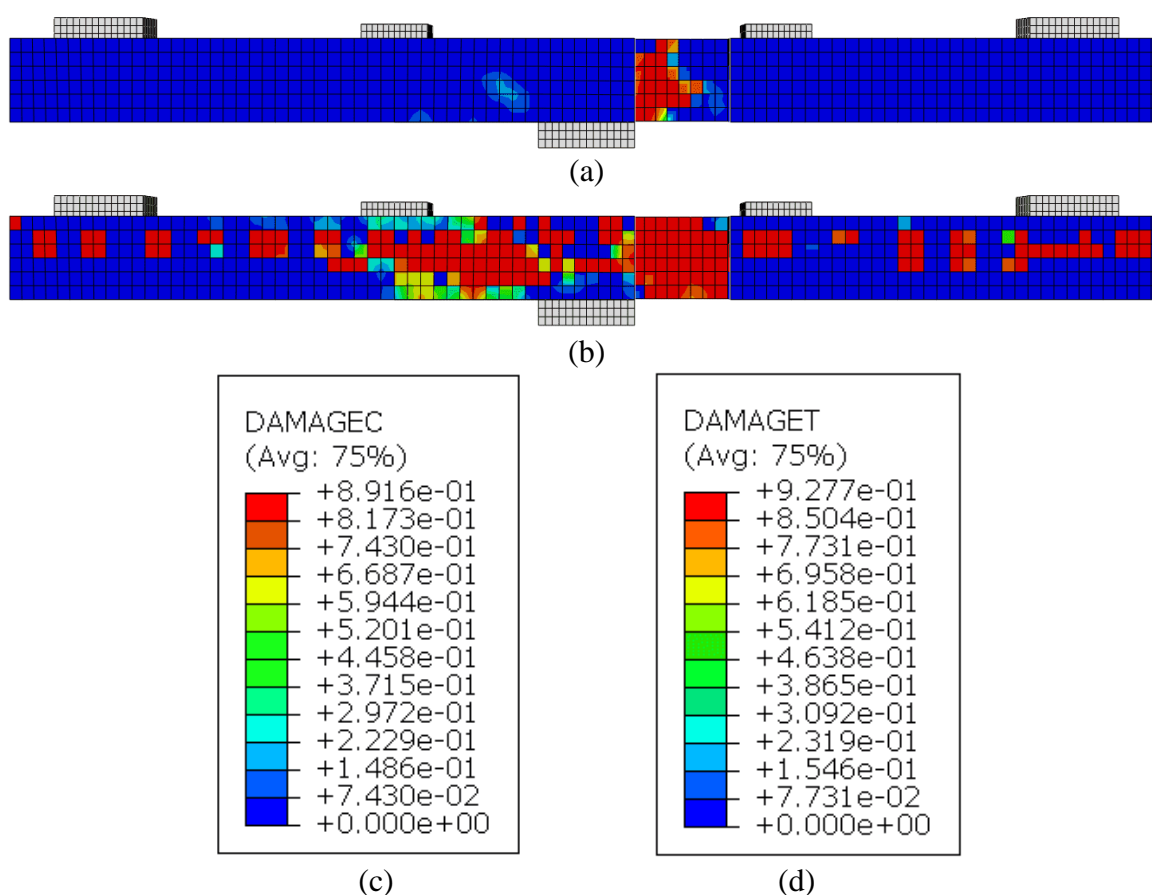 (a)
(b)
DAMAGEC
(Avg: 75%)
+8.916e-01
+8.173e-01
+7.430e-01
+6.687e-01
+5.944e-01
+5.201e-01
+4.458e-01
+3.715e-01
+2.972e-01
+2.229e-01
+1.486e-01
+7.430e-02
+0.000e+00
DAMAGET
(Avg: 75%)
+9.277e-01
+8.504e-01
+7.731e-01
+6.958e-01
+6.185e-01
+5.412e-01
+4.638e-01
+3.865e-01
+3.092e-01
+2.319e-01
+1.546e-01
+7.731e-02
+0.000e+00
(c)
(d)